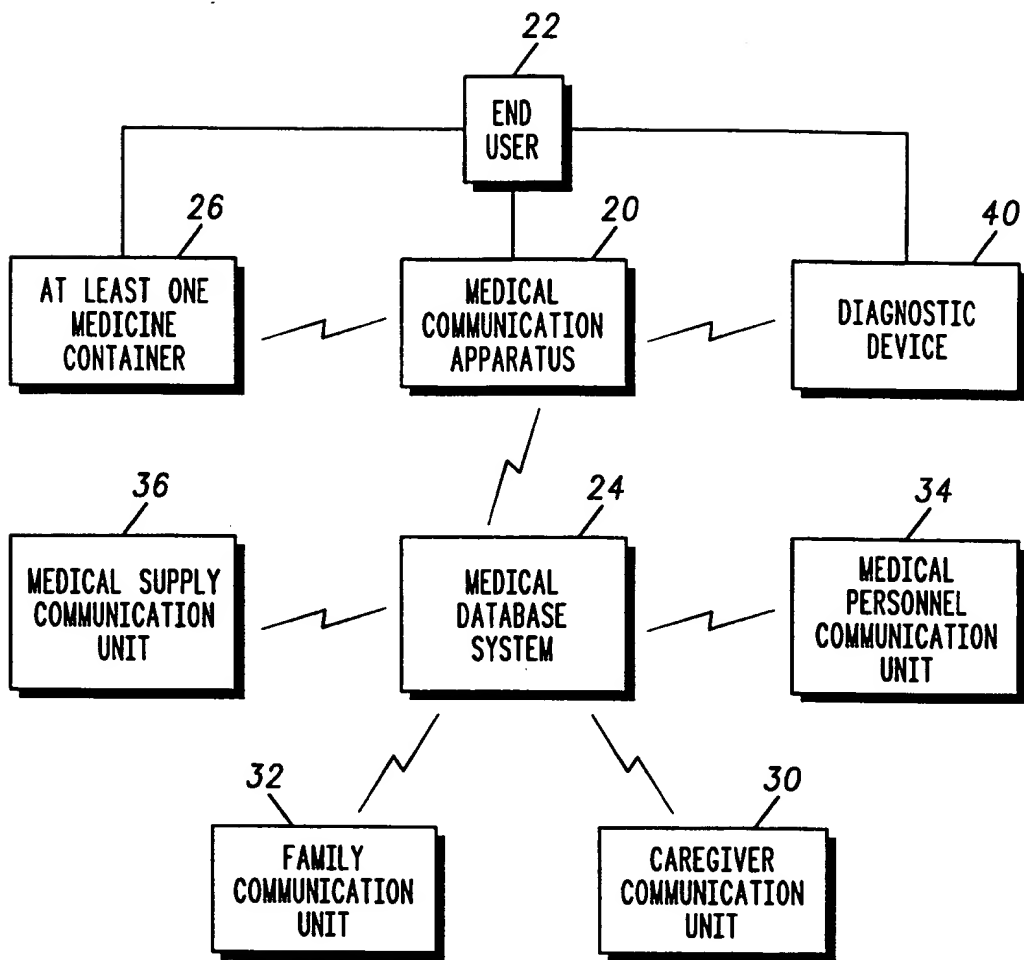 22
END
USER
26
20
40
AT LEAST ONE
MEDICINE
CONTAINER
MEDICAL
COMMUNICATION
APPARATUS
DIAGNOSTIC
DEVICE
36
24
34
MEDICAL SUPPLY
COMMUNICATION
UNIT
MEDICAL
DATABASE
SYSTEM
MEDICAL
PERSONNEL
COMMUNICATION
UNIT
32
30
FAMILY
COMMUNICATION
UNIT
CAREGIVER
COMMUNICATION
UNIT